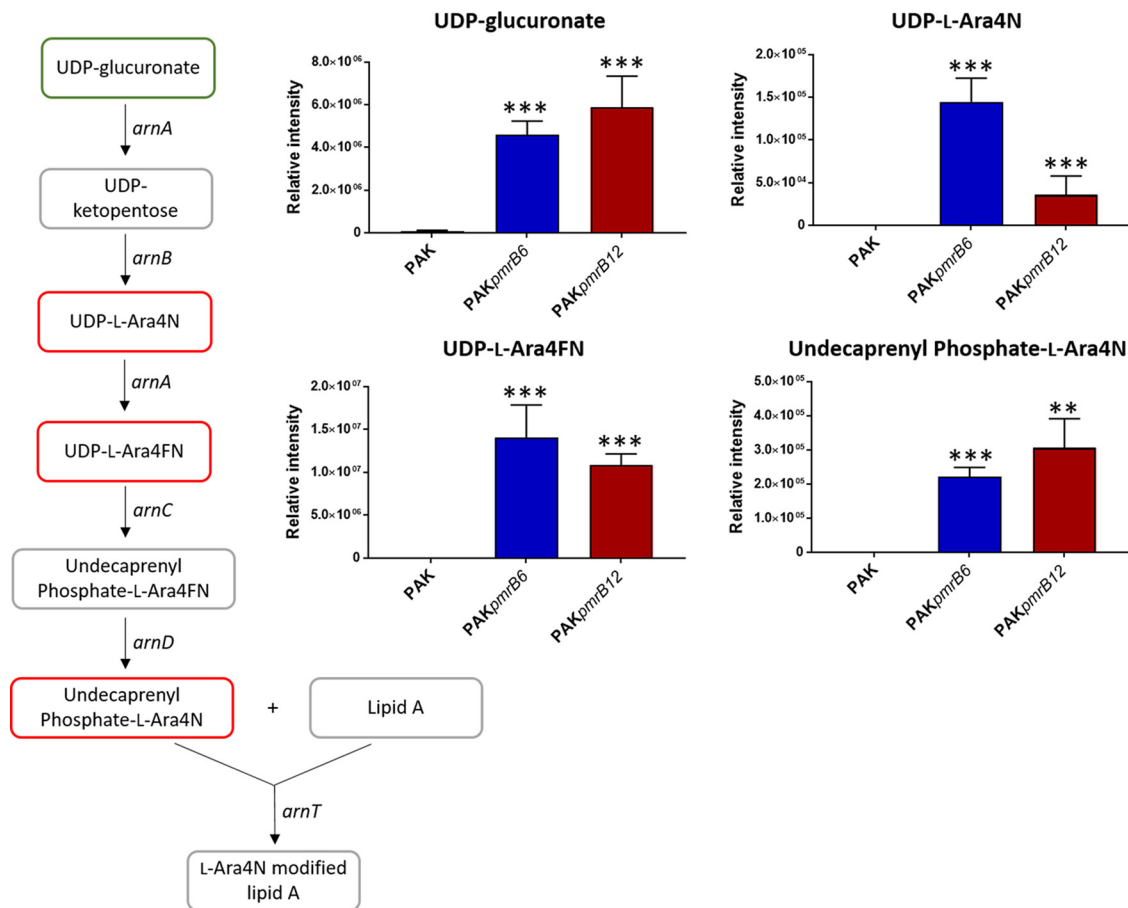 UDP-glucuronate
arnA
UDP-
ketopentose
arnB
UDP-L-Ara4N
arnA
UDP-L-Ara4FN
arnC
Undecaprenyl
Phosphate-L-Ara4FN
arnD
Undecaprenyl
Phosphate-L-Ara4N
+
Lipid A
arnT
L-Ara4N modified
lipid A
UDP-glucuronate
Relative intensity
8.0×10⁰⁶
6.0×10⁰⁶
4.0×10⁰⁶
2.0×10⁰⁶
0
***
***
PAK
PAKpmrB6
PAKpmrB12
UDP-L-Ara4N
Relative intensity
2.0×10⁰⁵
1.5×10⁰⁵
1.0×10⁰⁵
5.0×10⁰⁴
0
***
***
PAK
PAKpmrB6
PAKpmrB12
UDP-L-Ara4FN
Relative intensity
2.0×10⁰⁷
1.5×10⁰⁷
1.0×10⁰⁷
5.0×10⁰⁶
0
***
***
PAK
PAKpmrB6
PAKpmrB12
Undecaprenyl Phosphate-L-Ara4N
Relative intensity
5.0×10⁰⁵
4.0×10⁰⁵
3.0×10⁰⁵
2.0×10⁰⁵
1.0×10⁰⁵
0
***
**
PAK
PAKpmrB6
PAKpmrB12